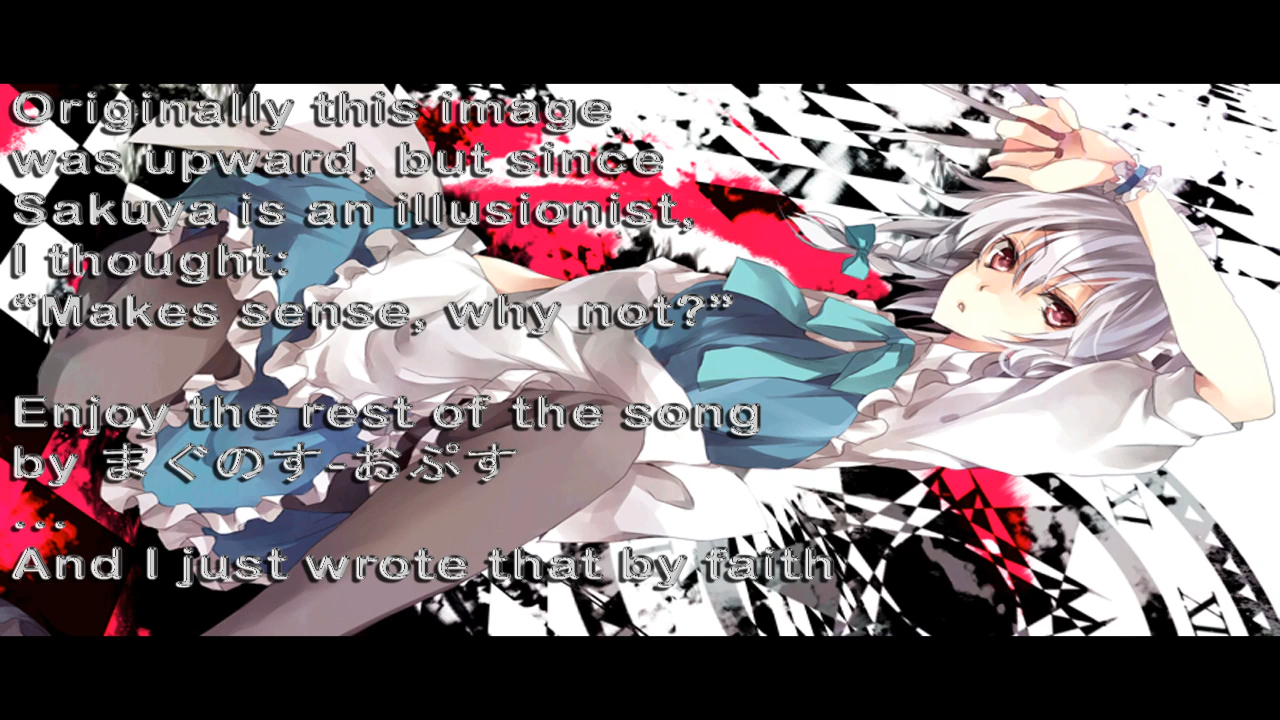 Originally this image
was upward, but since
Sakuya is an illusionist,
I thought:
“Makes sense, why not?”
Enjoy the rest of the song
by まぐのす-おぷす
...
And I just wrote that by faith